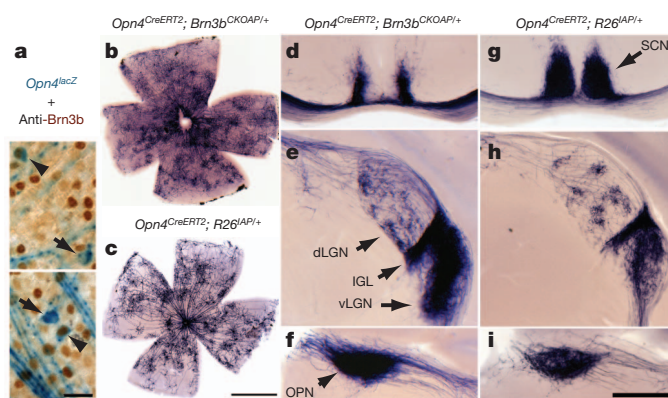 Opn4CreERT2; Brn3bCKOAP/+
Opn4CreERT2; Brn3bCKOAP/+
Opn4CreERT2; R26IAP/+
a
b
d
g
SCN
Opn4lacZ
+
Anti-Brn3b
e
h
Opn4CreERT2; R26IAP/+
c
dLGN
IGL
vLGN
f
i
OPN